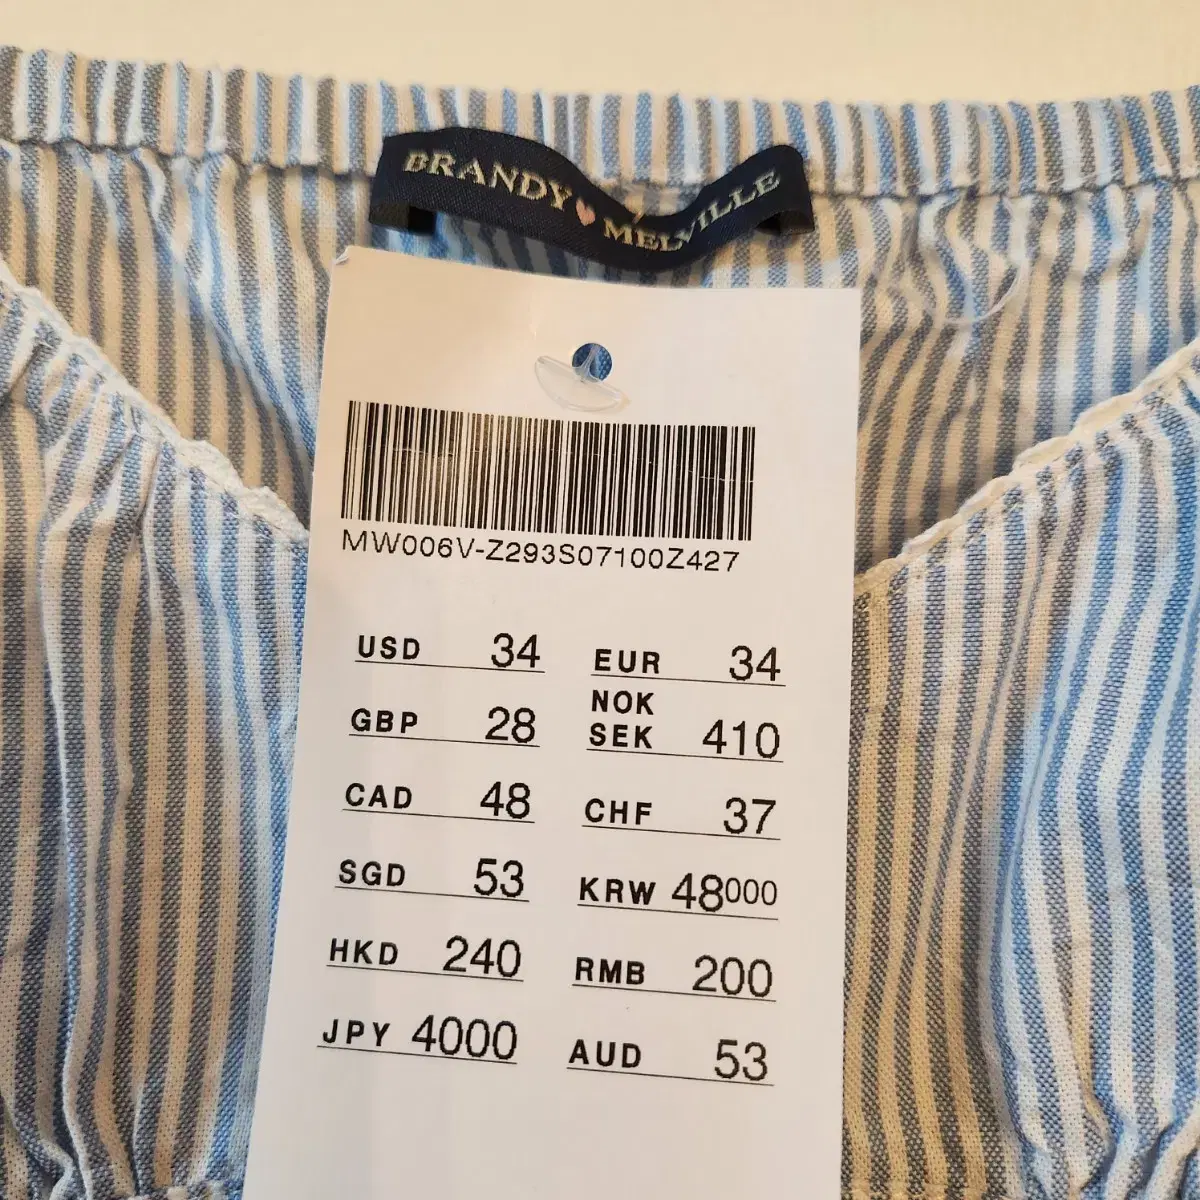 BRANDY MELVILLE
MW006V-Z293S07100Z427
USD 34
GBP 28
CAD 48
SGD 53
HKD 240
JPY 4000
EUR 34
NOK
SEK 410
CHF 37
KRW 48000
RMB 200
AUD 53